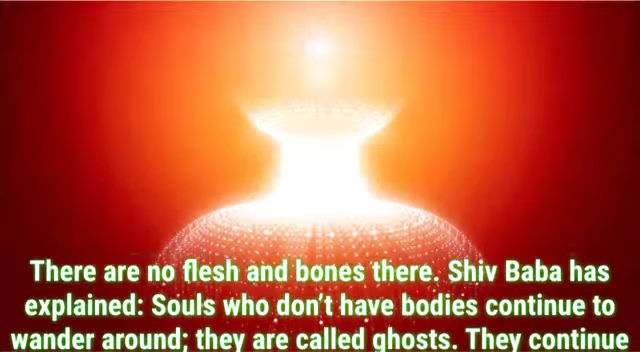 There are no flesh and bones there. Shiv Baba has
explained: Souls who don't have bodies continue to
wander around; they are called ghosts. They continue